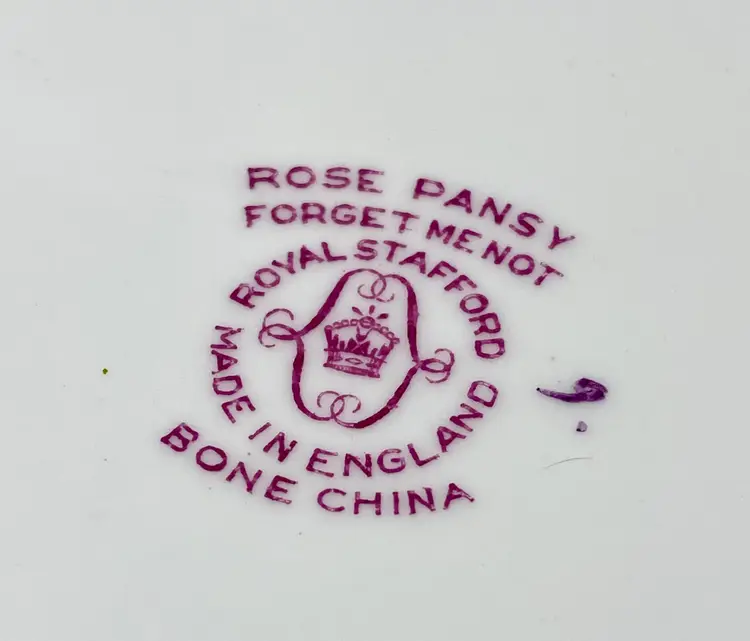 ROSE PANSY
FORGET ME NOT
ROYAL STAFFORD
MADE IN ENGLAND
BONE CHINA